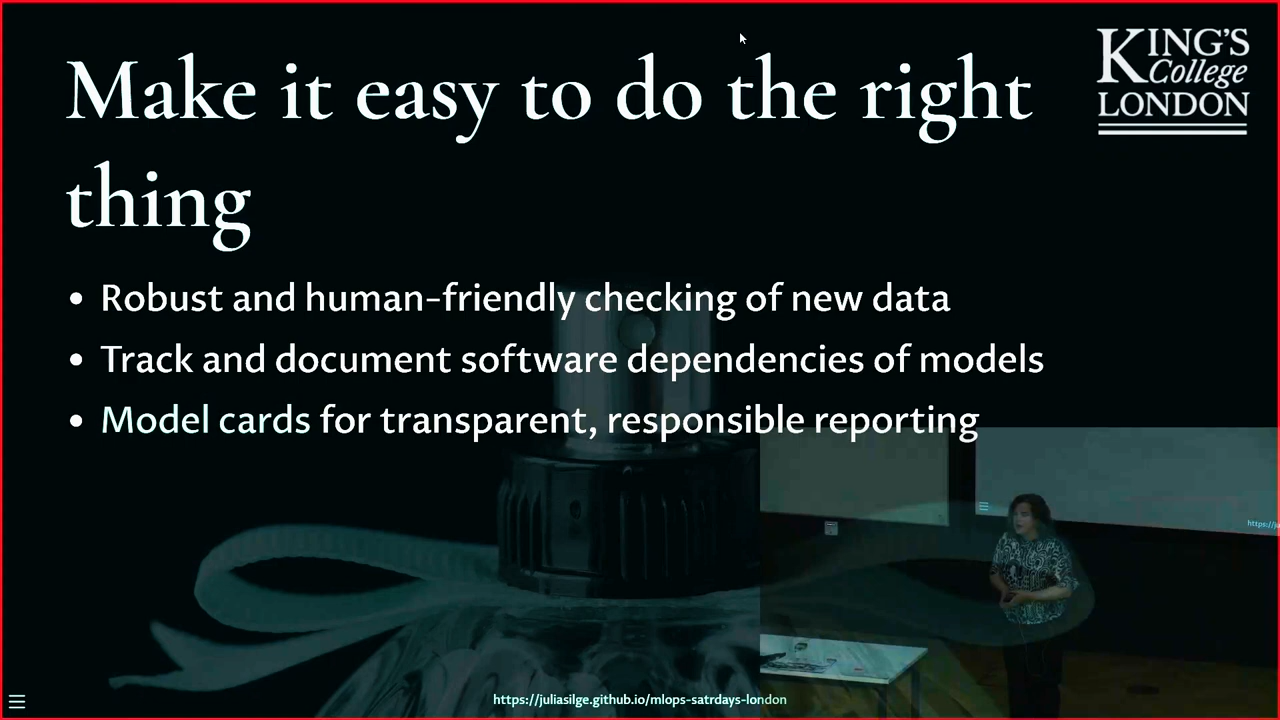 Make it easy to do the right
thing
KING'S
College
LONDON
• Robust and human-friendly checking of new data
• Track and document software dependencies of models
• Model cards for transparent, responsible reporting
https://ju
https://juliasilge.github.io/mlops-satrdays-london